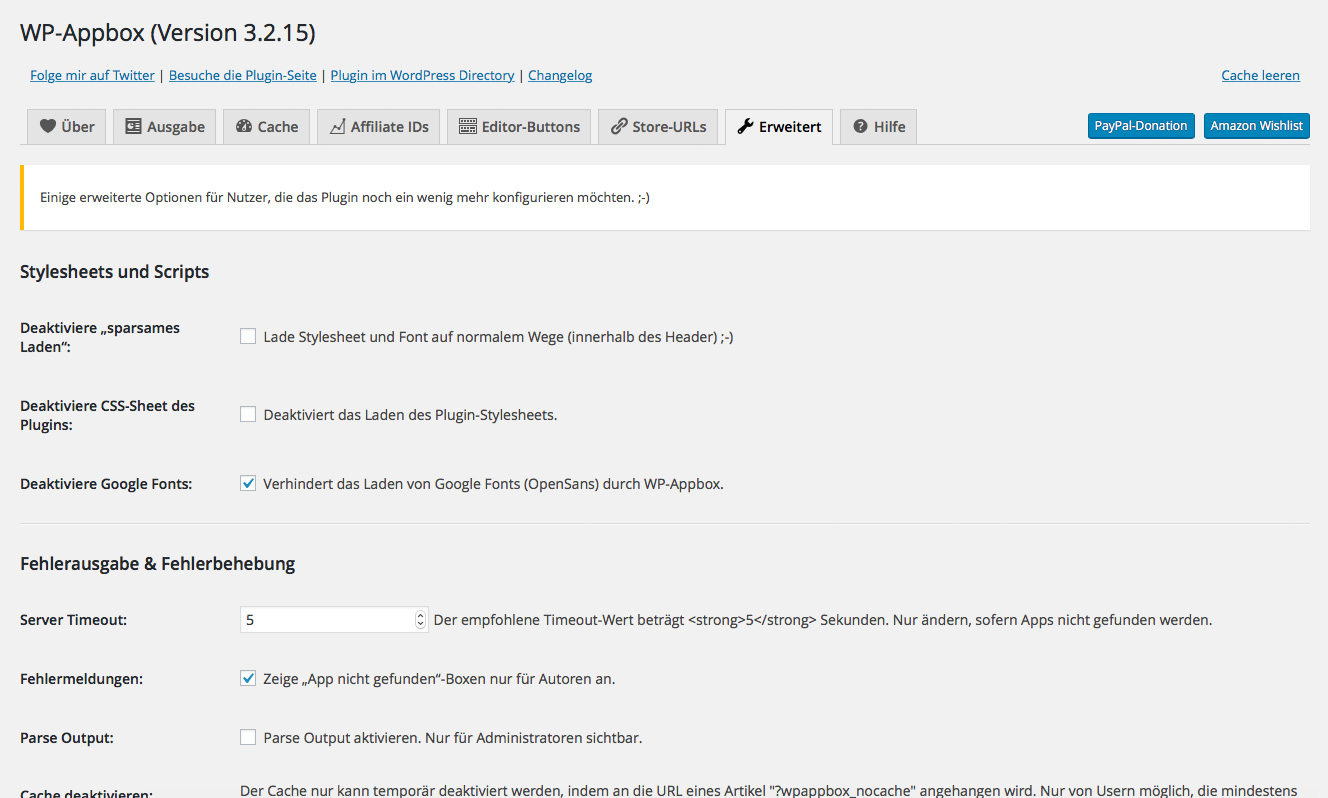 WP-Appbox (Version 3.2.15)
Folge mir auf Twitter | Besuche die Plugin-Seite | Plugin im WordPress Directory | Changelog
Cache leeren
Über
Ausgabe
Cache
Affiliate IDs
Editor-Buttons
Store-URLs
Erweitert
Hilfe
PayPal-Donation
Amazon Wishlist
Einige erweiterte Optionen für Nutzer, die das Plugin noch ein wenig mehr konfigurieren möchten. ;-)
Stylesheets und Scripts
Deaktiviere „sparsames
Laden“:
Lade Stylesheet und Font auf normalem Wege (innerhalb des Header) ;-)
Deaktiviere CSS-Sheet des
Plugins:
Deaktiviert das Laden des Plugin-Stylesheets.
Deaktiviere Google Fonts:
Verhindert das Laden von Google Fonts (OpenSans) durch WP-Appbox.
Fehlerausgabe & Fehlerbehebung
Server Timeout:
5
Der empfohlene Timeout-Wert beträgt <strong>5</strong> Sekunden. Nur ändern, sofern Apps nicht gefunden werden.
Fehlermeldungen:
Zeige „App nicht gefunden“-Boxen nur für Autoren an.
Parse Output:
Parse Output aktivieren. Nur für Administratoren sichtbar.
Cache deaktivieren:
Der Cache nur kann temporär deaktiviert werden, indem an die URL eines Artikel "?wpappbox_nocache" angehangen wird. Nur von Usern möglich, die mindestens